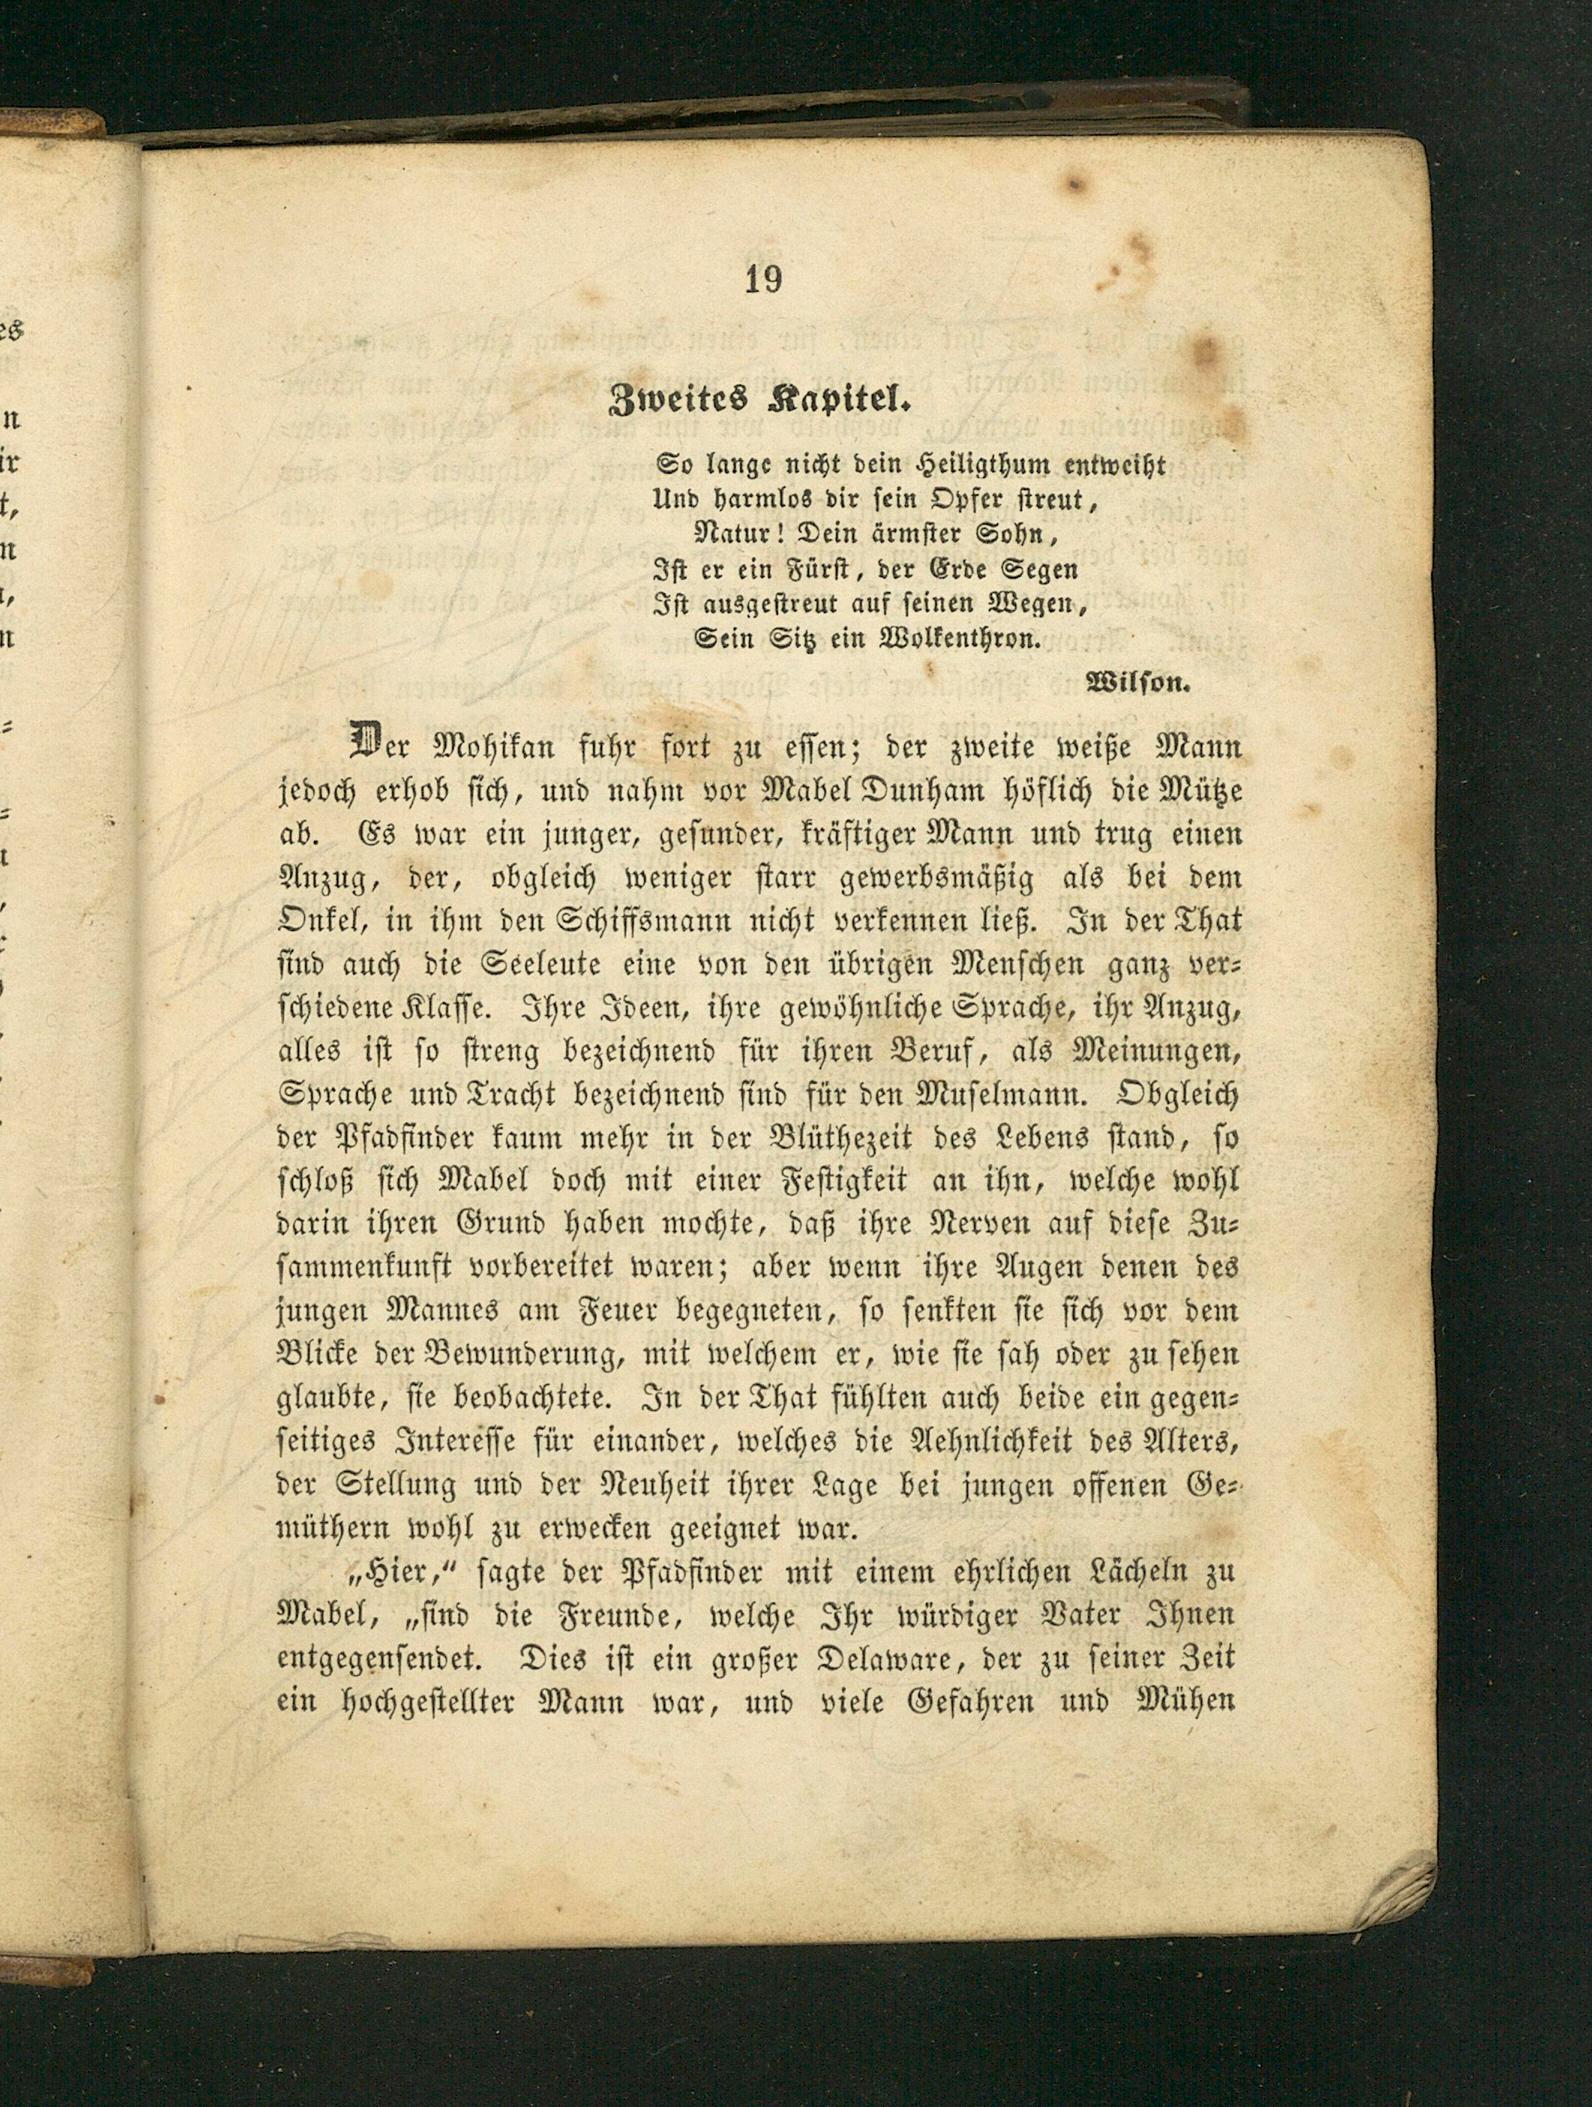 19
Zweites Kapitel.
So lange nicht dein Heiligthum entweiht
Und harmlos dir sein Opfer streut,
Natur! Dein ärmster Sohn,
Ist er ein Fürst, der Erde Segen
Ist ausgestreut auf seinen Wegen,
Sein Sitz ein Wolkenthron.
Wilson.
Der Mohikan fuhr fort zu essen; der zweite weiße Mann
jedoch erhob sich, und nahm vor Mabel Dunham höflich die Mütze
ab. Es war ein junger, gesunder, kräftiger Mann und trug einen
Anzug, der, obgleich weniger starr gewerbsmäßig als bei dem
Onkel, in ihm den Schiffsmann nicht verkennen ließ. In der That
sind auch die Seeleute eine von den übrigen Menschen ganz ver-
schiedene Klasse. Ihre Ideen, ihre gewöhnliche Sprache, ihr Anzug,
alles ist so streng bezeichnend für ihren Beruf, als Meinungen,
Sprache und Tracht bezeichnend sind für den Muselmann. Obgleich
der Pfadfinder kaum mehr in der Blüthezeit des Lebens stand, so
schloß sich Mabel doch mit einer Festigkeit an ihn, welche wohl
darin ihren Grund haben mochte, daß ihre Nerven auf diese Zu-
sammenkunft vorbereitet waren; aber wenn ihre Augen denen des
jungen Mannes am Feuer begegneten, so senkten sie sich vor dem
Blicke der Bewunderung, mit welchem er, wie sie sah oder zu sehen
glaubte, sie beobachtete. In der That fühlten auch beide ein gegen-
seitiges Interesse für einander, welches die Aehnlichkeit des Alters,
der Stellung und der Neuheit ihrer Lage bei jungen offenen Ge-
müthern wohl zu erwecken geeignet war.
„Hier,“ sagte der Pfadfinder mit einem ehrlichen Lächeln zu
Mabel, „sind die Freunde, welche Ihr würdiger Vater Ihnen
entgegensendet. Dies ist ein großer Delaware, der zu seiner Zeit
ein hochgestellter Mann war, und viele Gefahren und Mühen